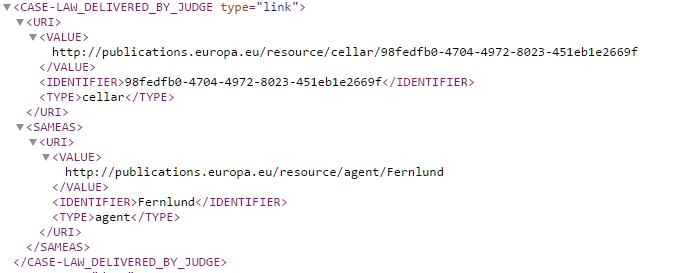 <CASE-LAW_DELIVERED_BY_JUDGE type="link">
<URI>
<VALUE>
http://publications.europa.eu/resource/cellar/98fedfb0-4704-4972-8023-451eb1e2669f
</VALUE>
<IDENTIFIER>98fedfb0-4704-4972-8023-451eb1e2669f</IDENTIFIER>
<TYPE>cellar</TYPE>
</URI>
<SAMEAS>
<URI>
<VALUE>
http://publications.europa.eu/resource/agent/Fernlund
</VALUE>
<IDENTIFIER>Fernlund</IDENTIFIER>
<TYPE>agent</TYPE>
</URI>
</SAMEAS>
</CASE-LAW_DELIVERED_BY_JUDGE>